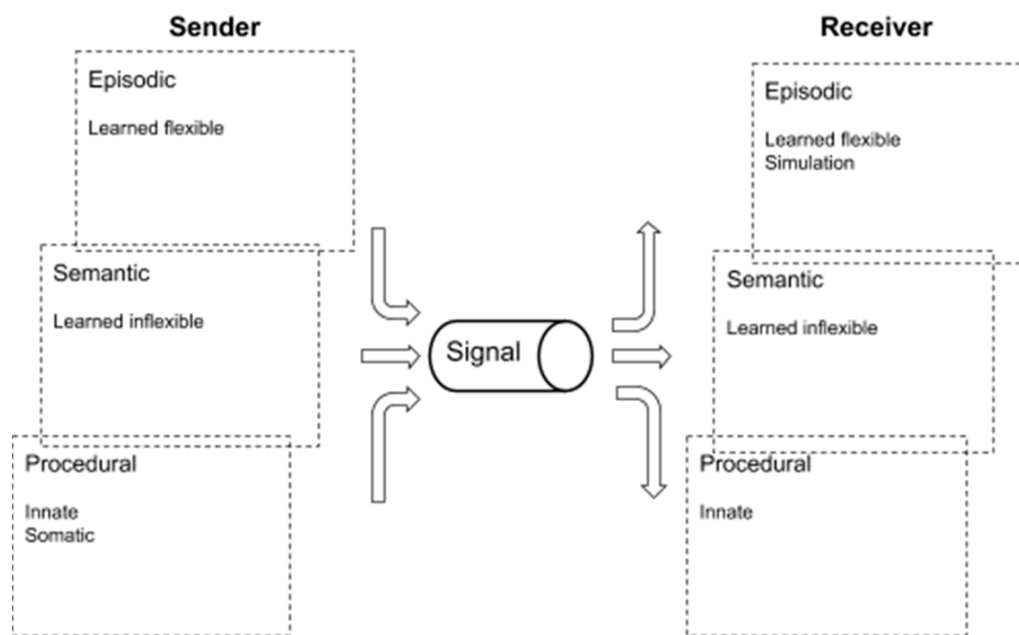 Sender
Episodic
Learned flexible
Semantic
Learned inflexible
Procedural
Innate
Somatic
Signal
Receiver
Episodic
Learned flexible
Simulation
Semantic
Learned inflexible
Procedural
Innate